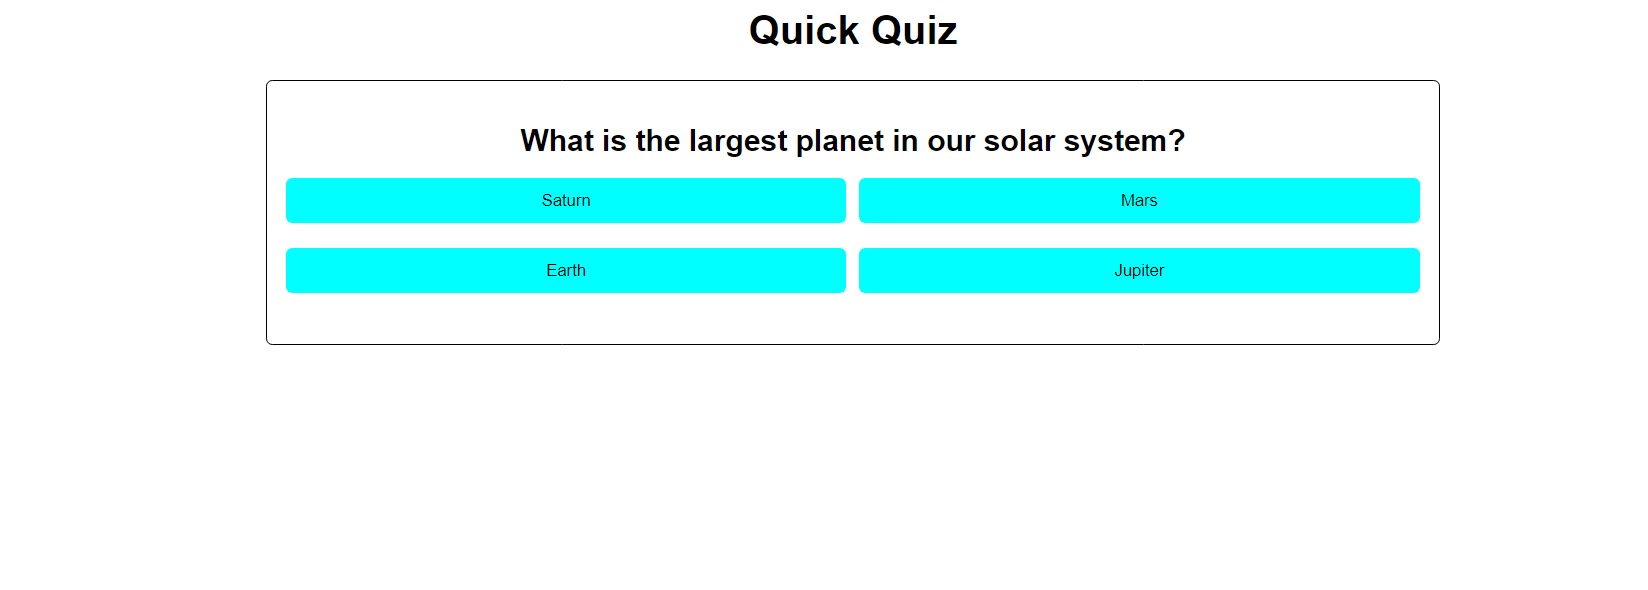 Quick Quiz
What is the largest planet in our solar system?
Saturn
Mars
Earth
Jupiter